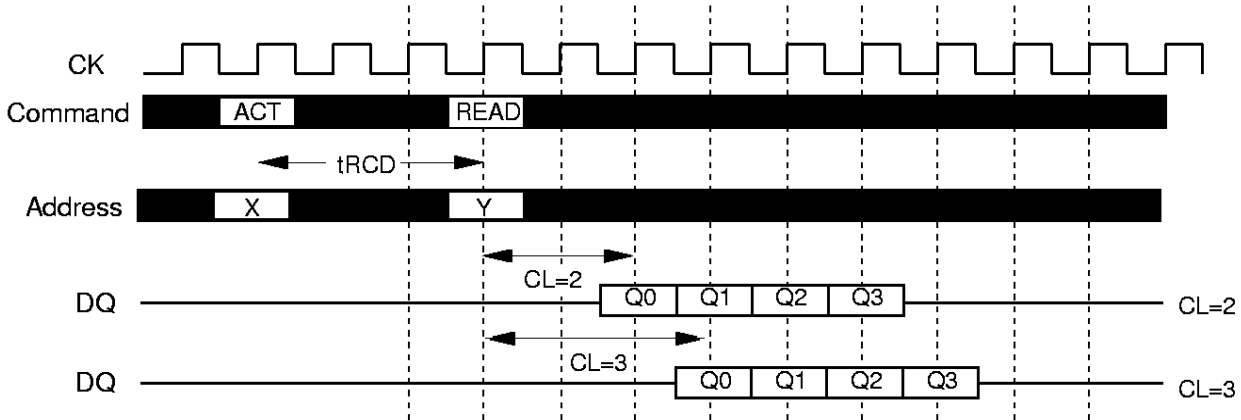 CK
Command ACT READ
tRCD
Address X Y
CL=2
DQ Q0 Q1 Q2 Q3 CL=2
CL=3
DQ Q0 Q1 Q2 Q3 CL=3